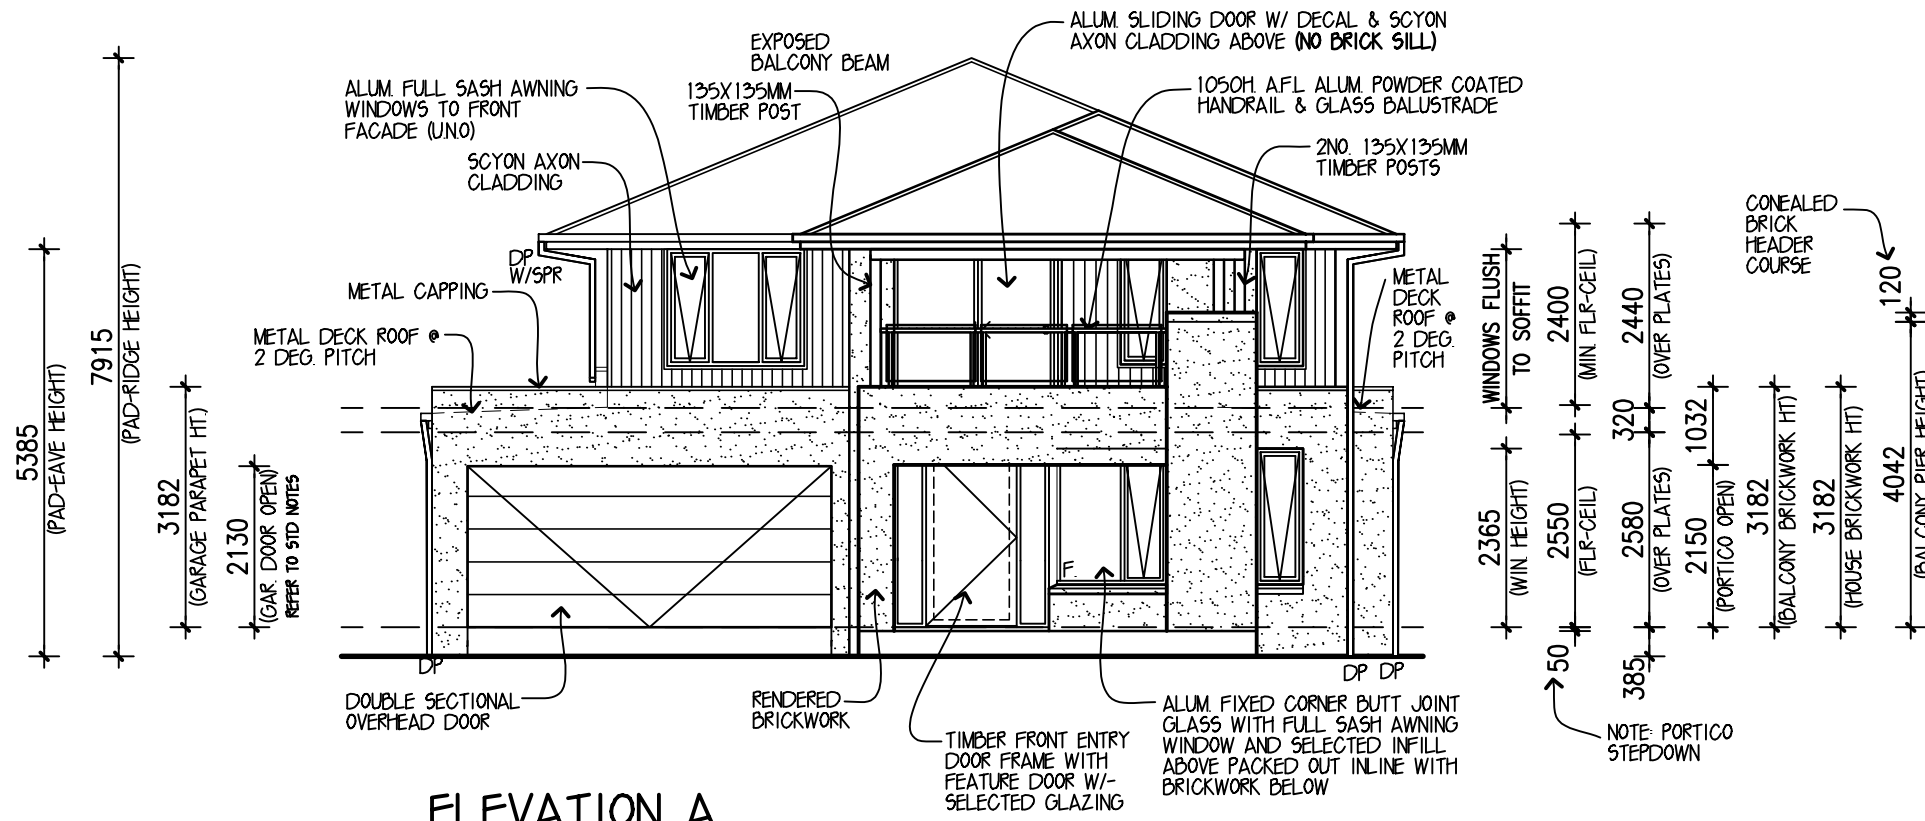 ALUM. SLIDING DOOR W/ DECAL & SCYON
AXON CLADDING ABOVE (NO BRICK SILL)
EXPOSED
BALCONY BEAM
135X135MM
TIMBER POST
ALUM. FULL SASH AWNING
WINDOWS TO FRONT
FACADE (U.N.O)
1050H. A.F.L ALUM. POWDER COATED
HANDRAIL & GLASS BALUSTRADE
SCYON AXON
CLADDING
2NO. 135X135MM
TIMBER POSTS
CONEALED
BRICK
HEADER
COURSE
DP
W/SPR
METAL CAPPING
METAL DECK ROOF @
2 DEG. PITCH
METAL
DECK
ROOF @
2 DEG.
PITCH
5385
(PAD-EAVE HEIGHT)
7915
(PAD-RIDGE HEIGHT)
3182
(GARAGE PARAPET HT)
2130
(GAR. DOOR OPEN)
REFER TO STD NOTES
WINDOWS FLUSH
TO SOFFIT
2400
(MIN. FLR-CEIL)
2440
(OVER PLATES)
120
320
1032
2365
(WIN. HEIGHT)
2550
(FLR-CEIL)
2580
(OVER PLATES)
2150
(PORTICO OPEN)
3182
(BALCONY BRICKWORK HT)
3182
(HOUSE BRICKWORK HT)
4042
(BALCONY PIER HEIGHT)
50
385
F
DP
DP
DP
DOUBLE SECTIONAL
OVERHEAD DOOR
RENDERED
BRICKWORK
TIMBER FRONT ENTRY
DOOR FRAME WITH
FEATURE DOOR W/-
SELECTED GLAZING
ALUM. FIXED CORNER BUTT JOINT
GLASS WITH FULL SASH AWNING
WINDOW AND SELECTED INFILL
ABOVE PACKED OUT INLINE WITH
BRICKWORK BELOW
NOTE: PORTICO
STEPDOWN
ELEVATION A